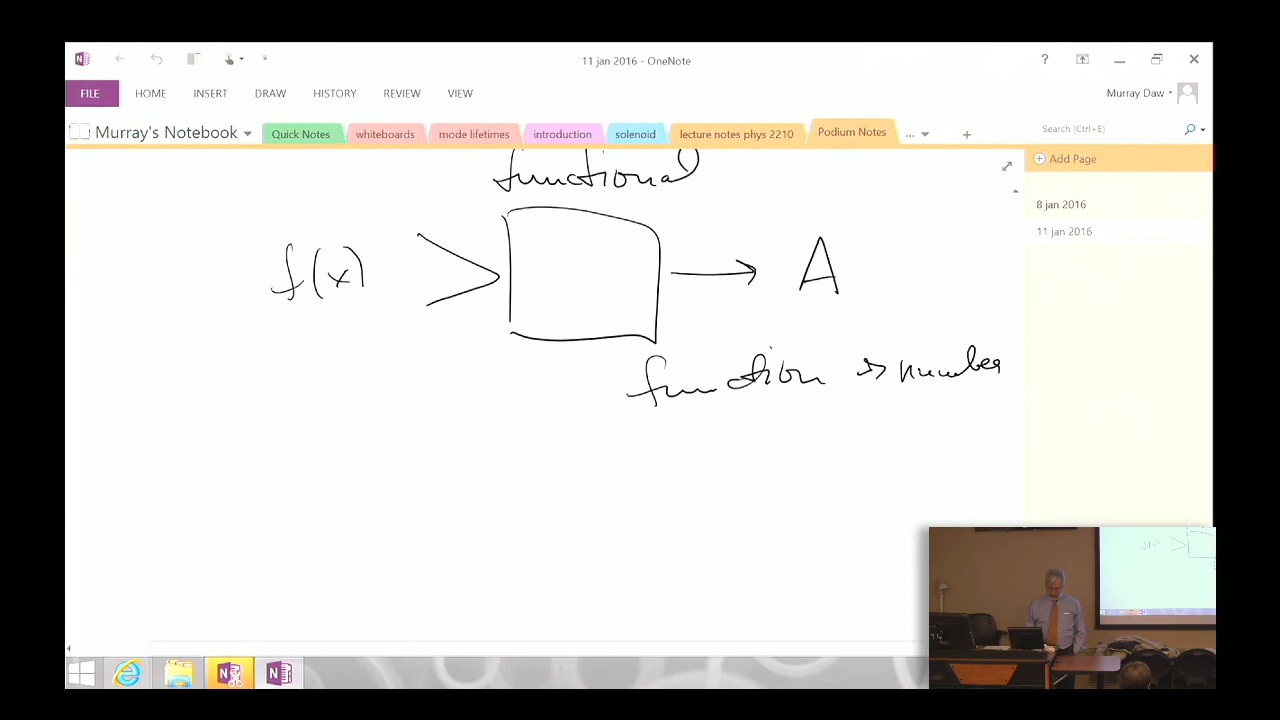 11 jan 2016 - OneNote
?
FILE
HOME
INSERT
DRAW
HISTORY
REVIEW
VIEW
Murray Daw
Murray's Notebook
Quick Notes
whiteboards
mode lifetimes
introduction
solenoid
lecture notes phys 2210
Podium Notes
...
+
Search (Ctrl+E)
Add Page
8 jan 2016
11 jan 2016
functional
f(x) > → A
function → number